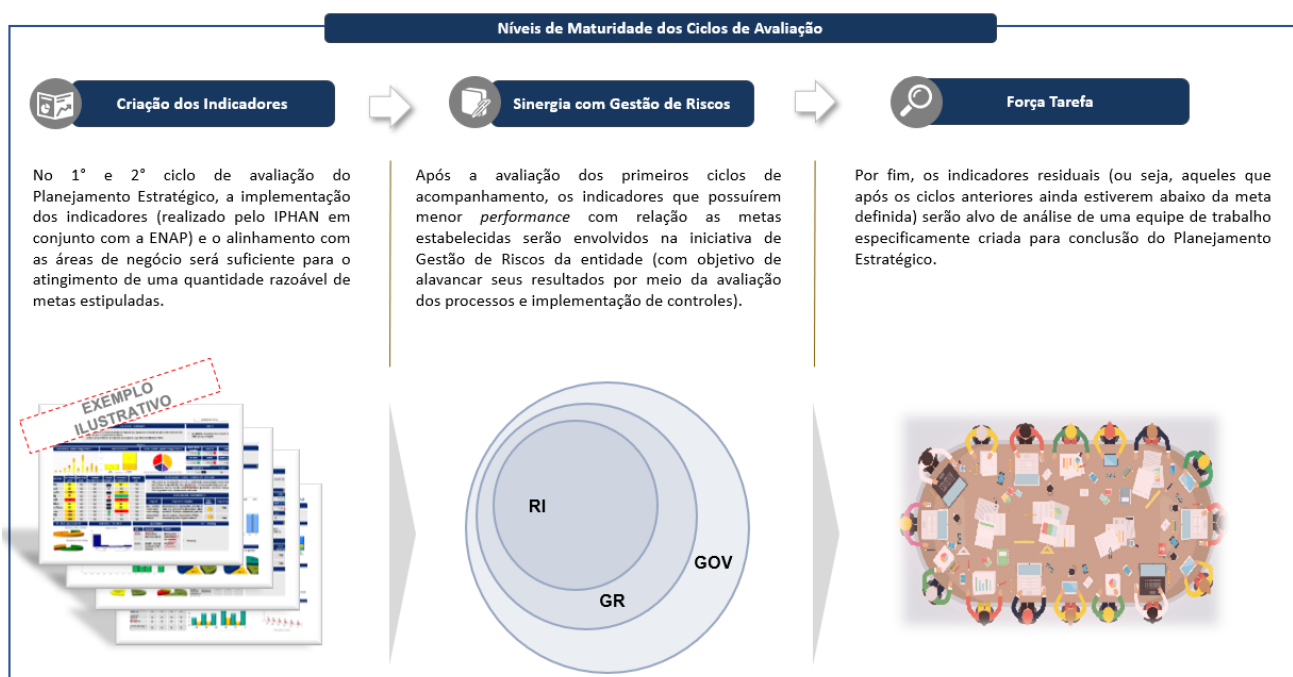 Níveis de Maturidade dos Ciclos de Avaliação
Criação dos Indicadores
No 1° e 2° ciclo de avaliação do
Planejamento Estratégico, a implementação
dos indicadores (realizado pelo IPHAN em
conjunto com a ENAP) e o alinhamento com
as áreas de negócio será suficiente para o
atingimento de uma quantidade razoável de
metas estipuladas.
EXEMPLO
ILUSTRATIVO
Sinergia com Gestão de Riscos
Após a avaliação dos primeiros ciclos de
acompanhamento, os indicadores que possuírem
menor performance com relação as metas
estabelecidas serão envolvidos na iniciativa de
Gestão de Riscos da entidade (com objetivo de
alavancar seus resultados por meio da avaliação
dos processos e implementação de controles).
RI
GR
GOV
Força Tarefa
Por fim, os indicadores residuais (ou seja, aqueles que
após os ciclos anteriores ainda estiverem abaixo da meta
definida) serão alvo de análise de uma equipe de trabalho
especificamente criada para conclusão do Planejamento
Estratégico.